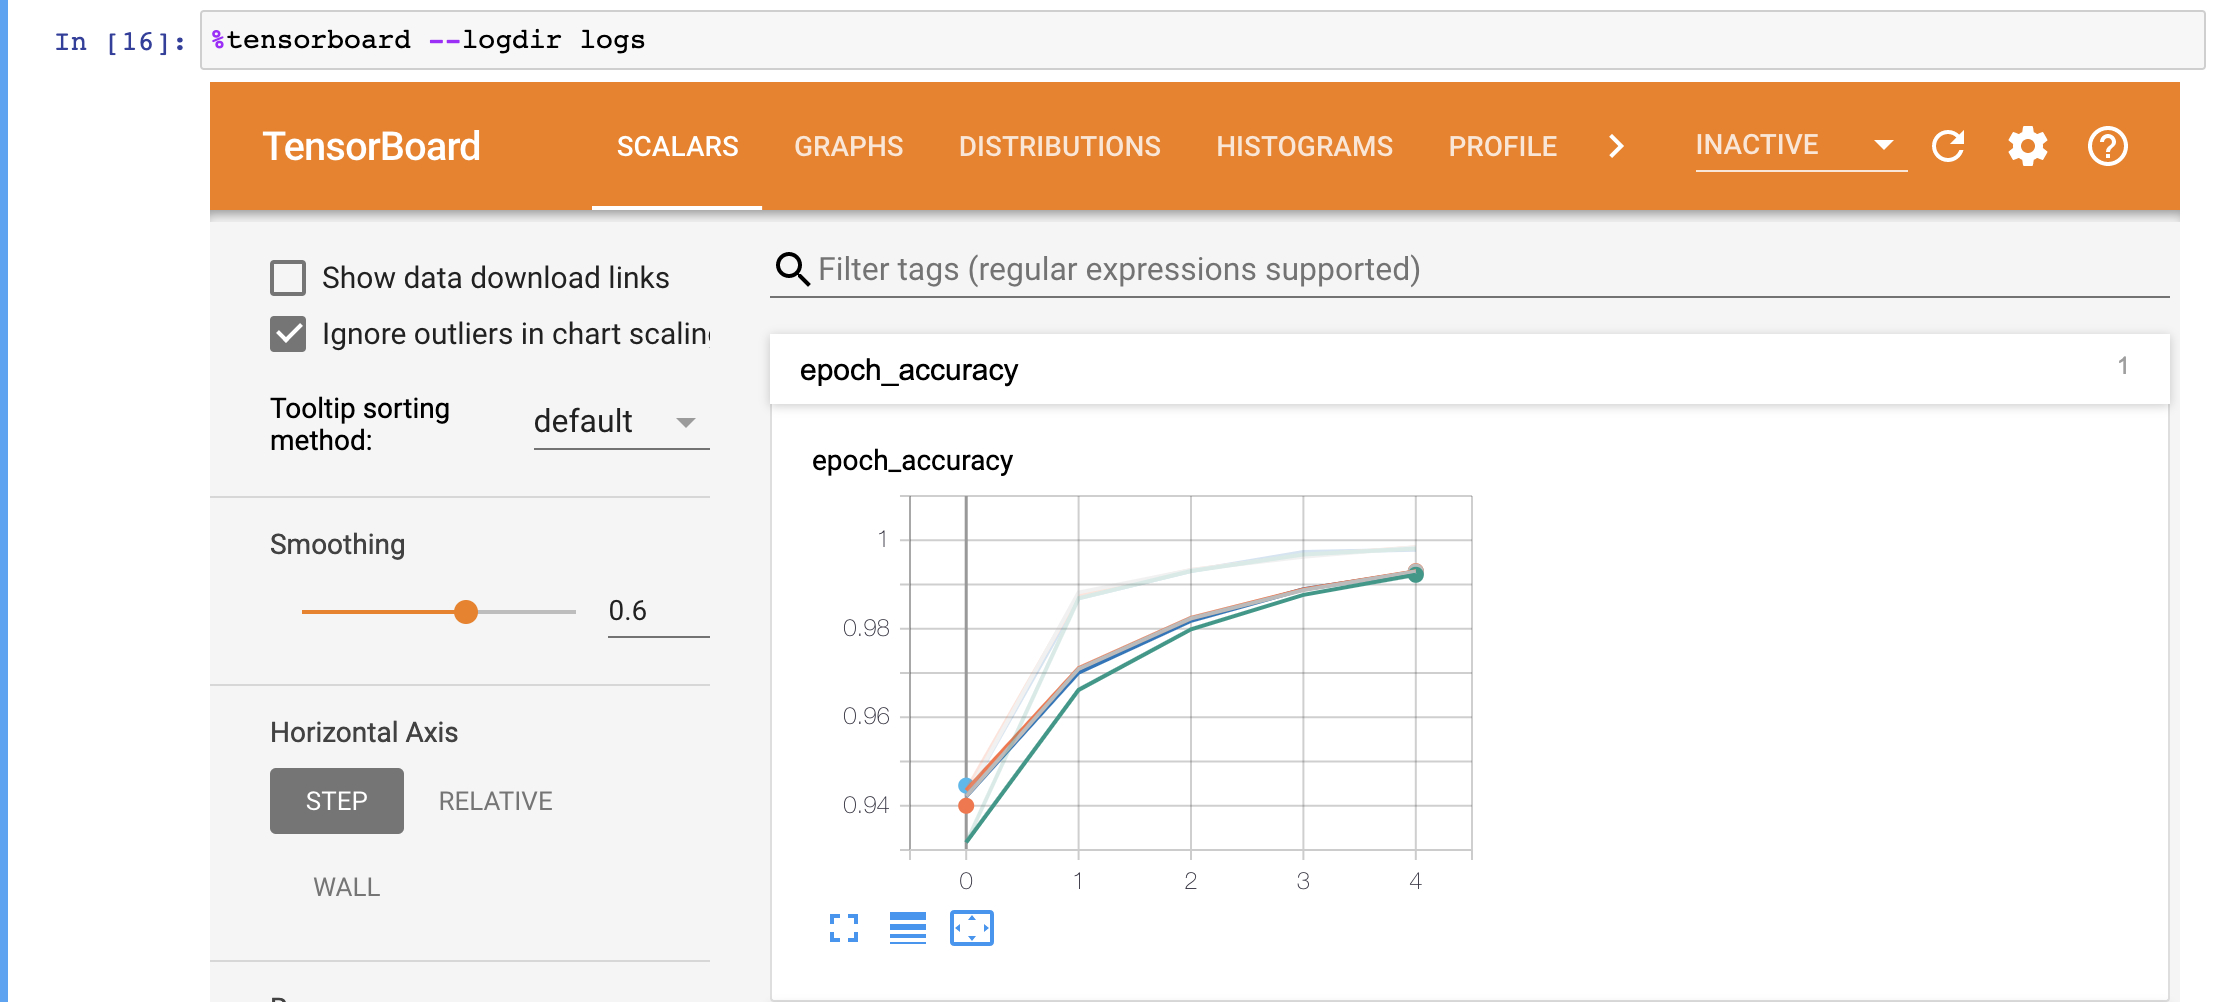 In [16]: %tensorboard --logdir logs
TensorBoard SCALARS GRAPHS DISTRIBUTIONS HISTOGRAMS PROFILE INACTIVE
Show data download links
Ignore outliers in chart scaling
Tooltip sorting
method:
default
Smoothing
0.6
Horizontal Axis
STEP RELATIVE
WALL
Filter tags (regular expressions supported)
epoch_accuracy 1
epoch_accuracy
1
0.98
0.96
0.94
0 1 2 3 4